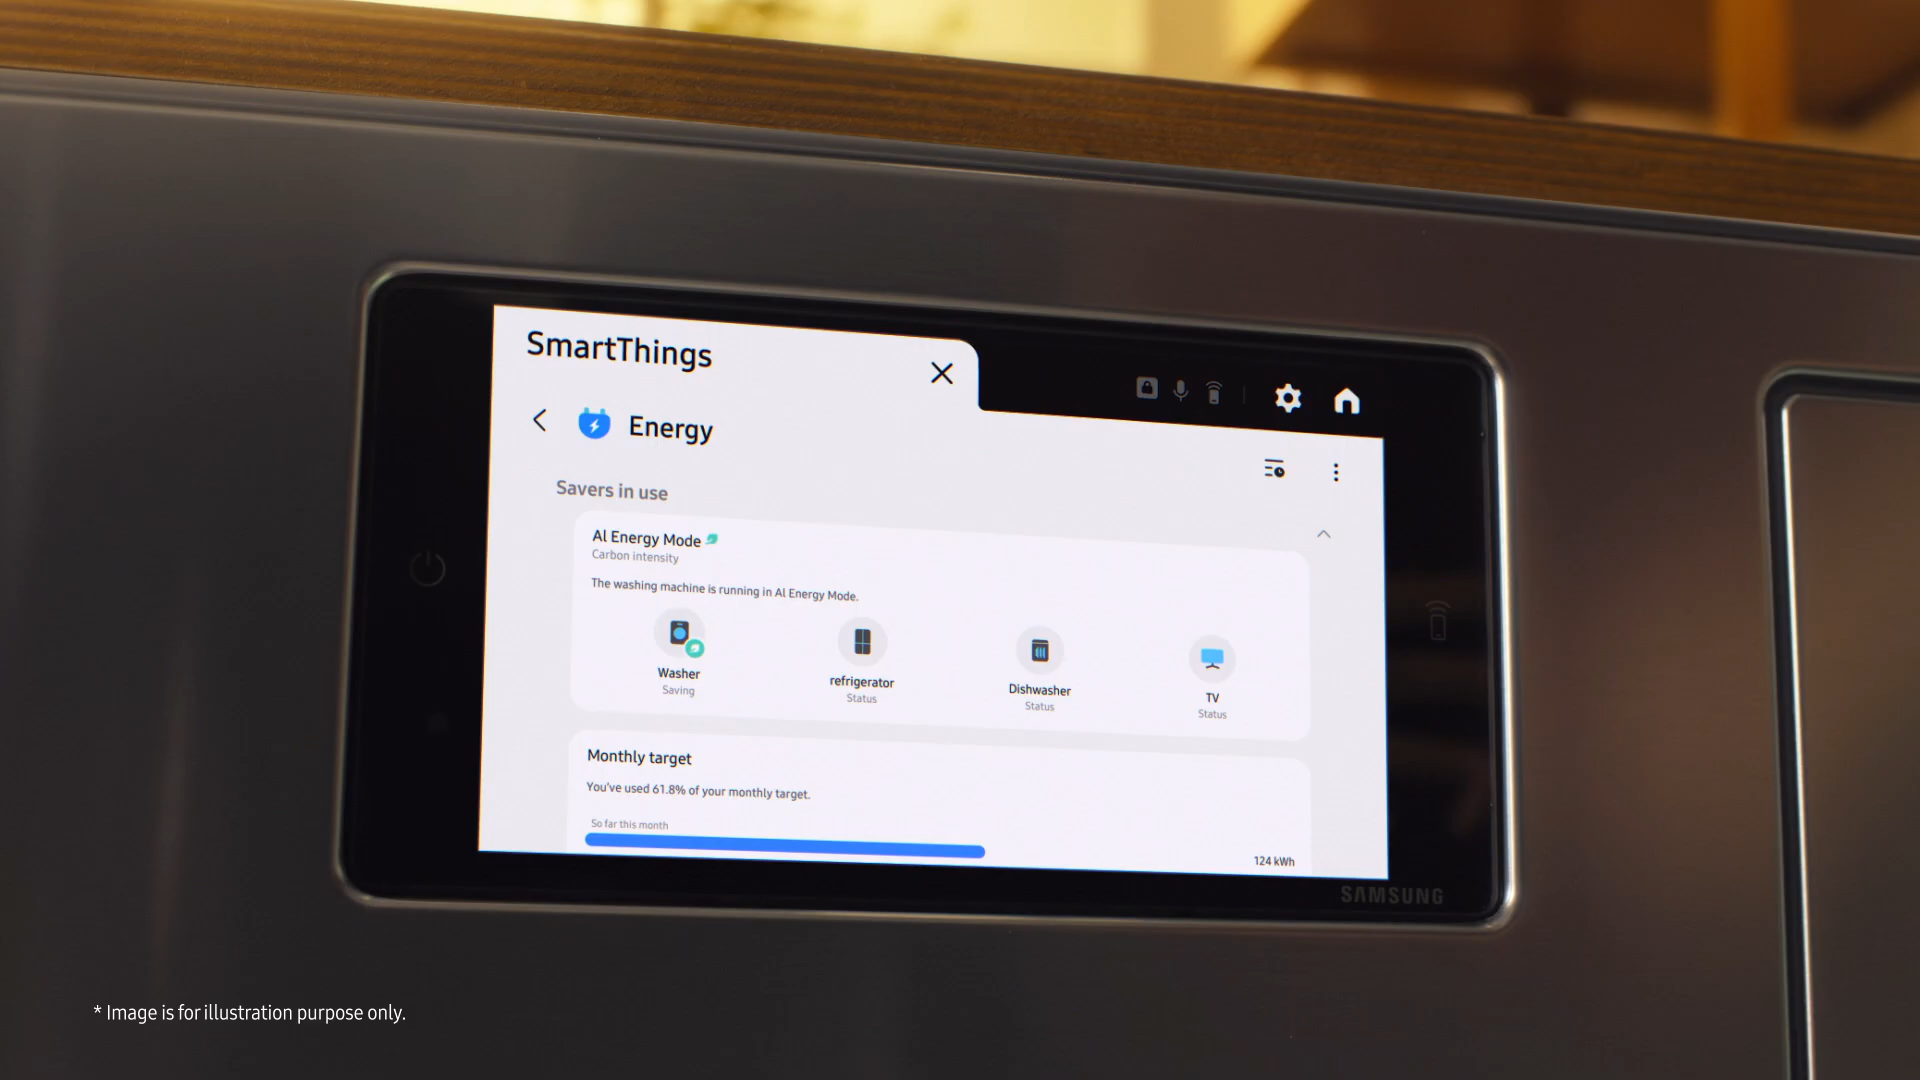 SmartThings
Energy
Savers in use
AI Energy Mode
Carbon intensity
The washing machine is running in AI Energy Mode.
Washer
Saving
refrigerator
Status
Dishwasher
Status
TV
Status
Monthly target
You've used 61.8% of your monthly target.
So far this month
124 kWh
SAMSUNG
* Image is for illustration purpose only.